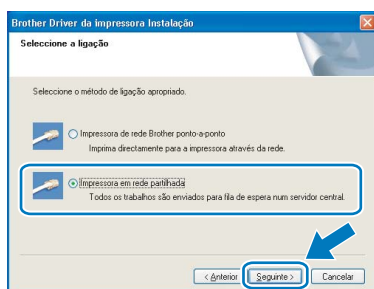 Brother Driver da impressora Instalação
Seleccione a ligação
Seleccione o método de ligação apropriado.
Impressora de rede Brother ponto-a-ponto
Imprima directamente para a impressora através da rede.
Impressora em rede partilhada
Todos os trabalhos são enviados para fila de espera num servidor central.
< Anterior Seguinte > Cancelar